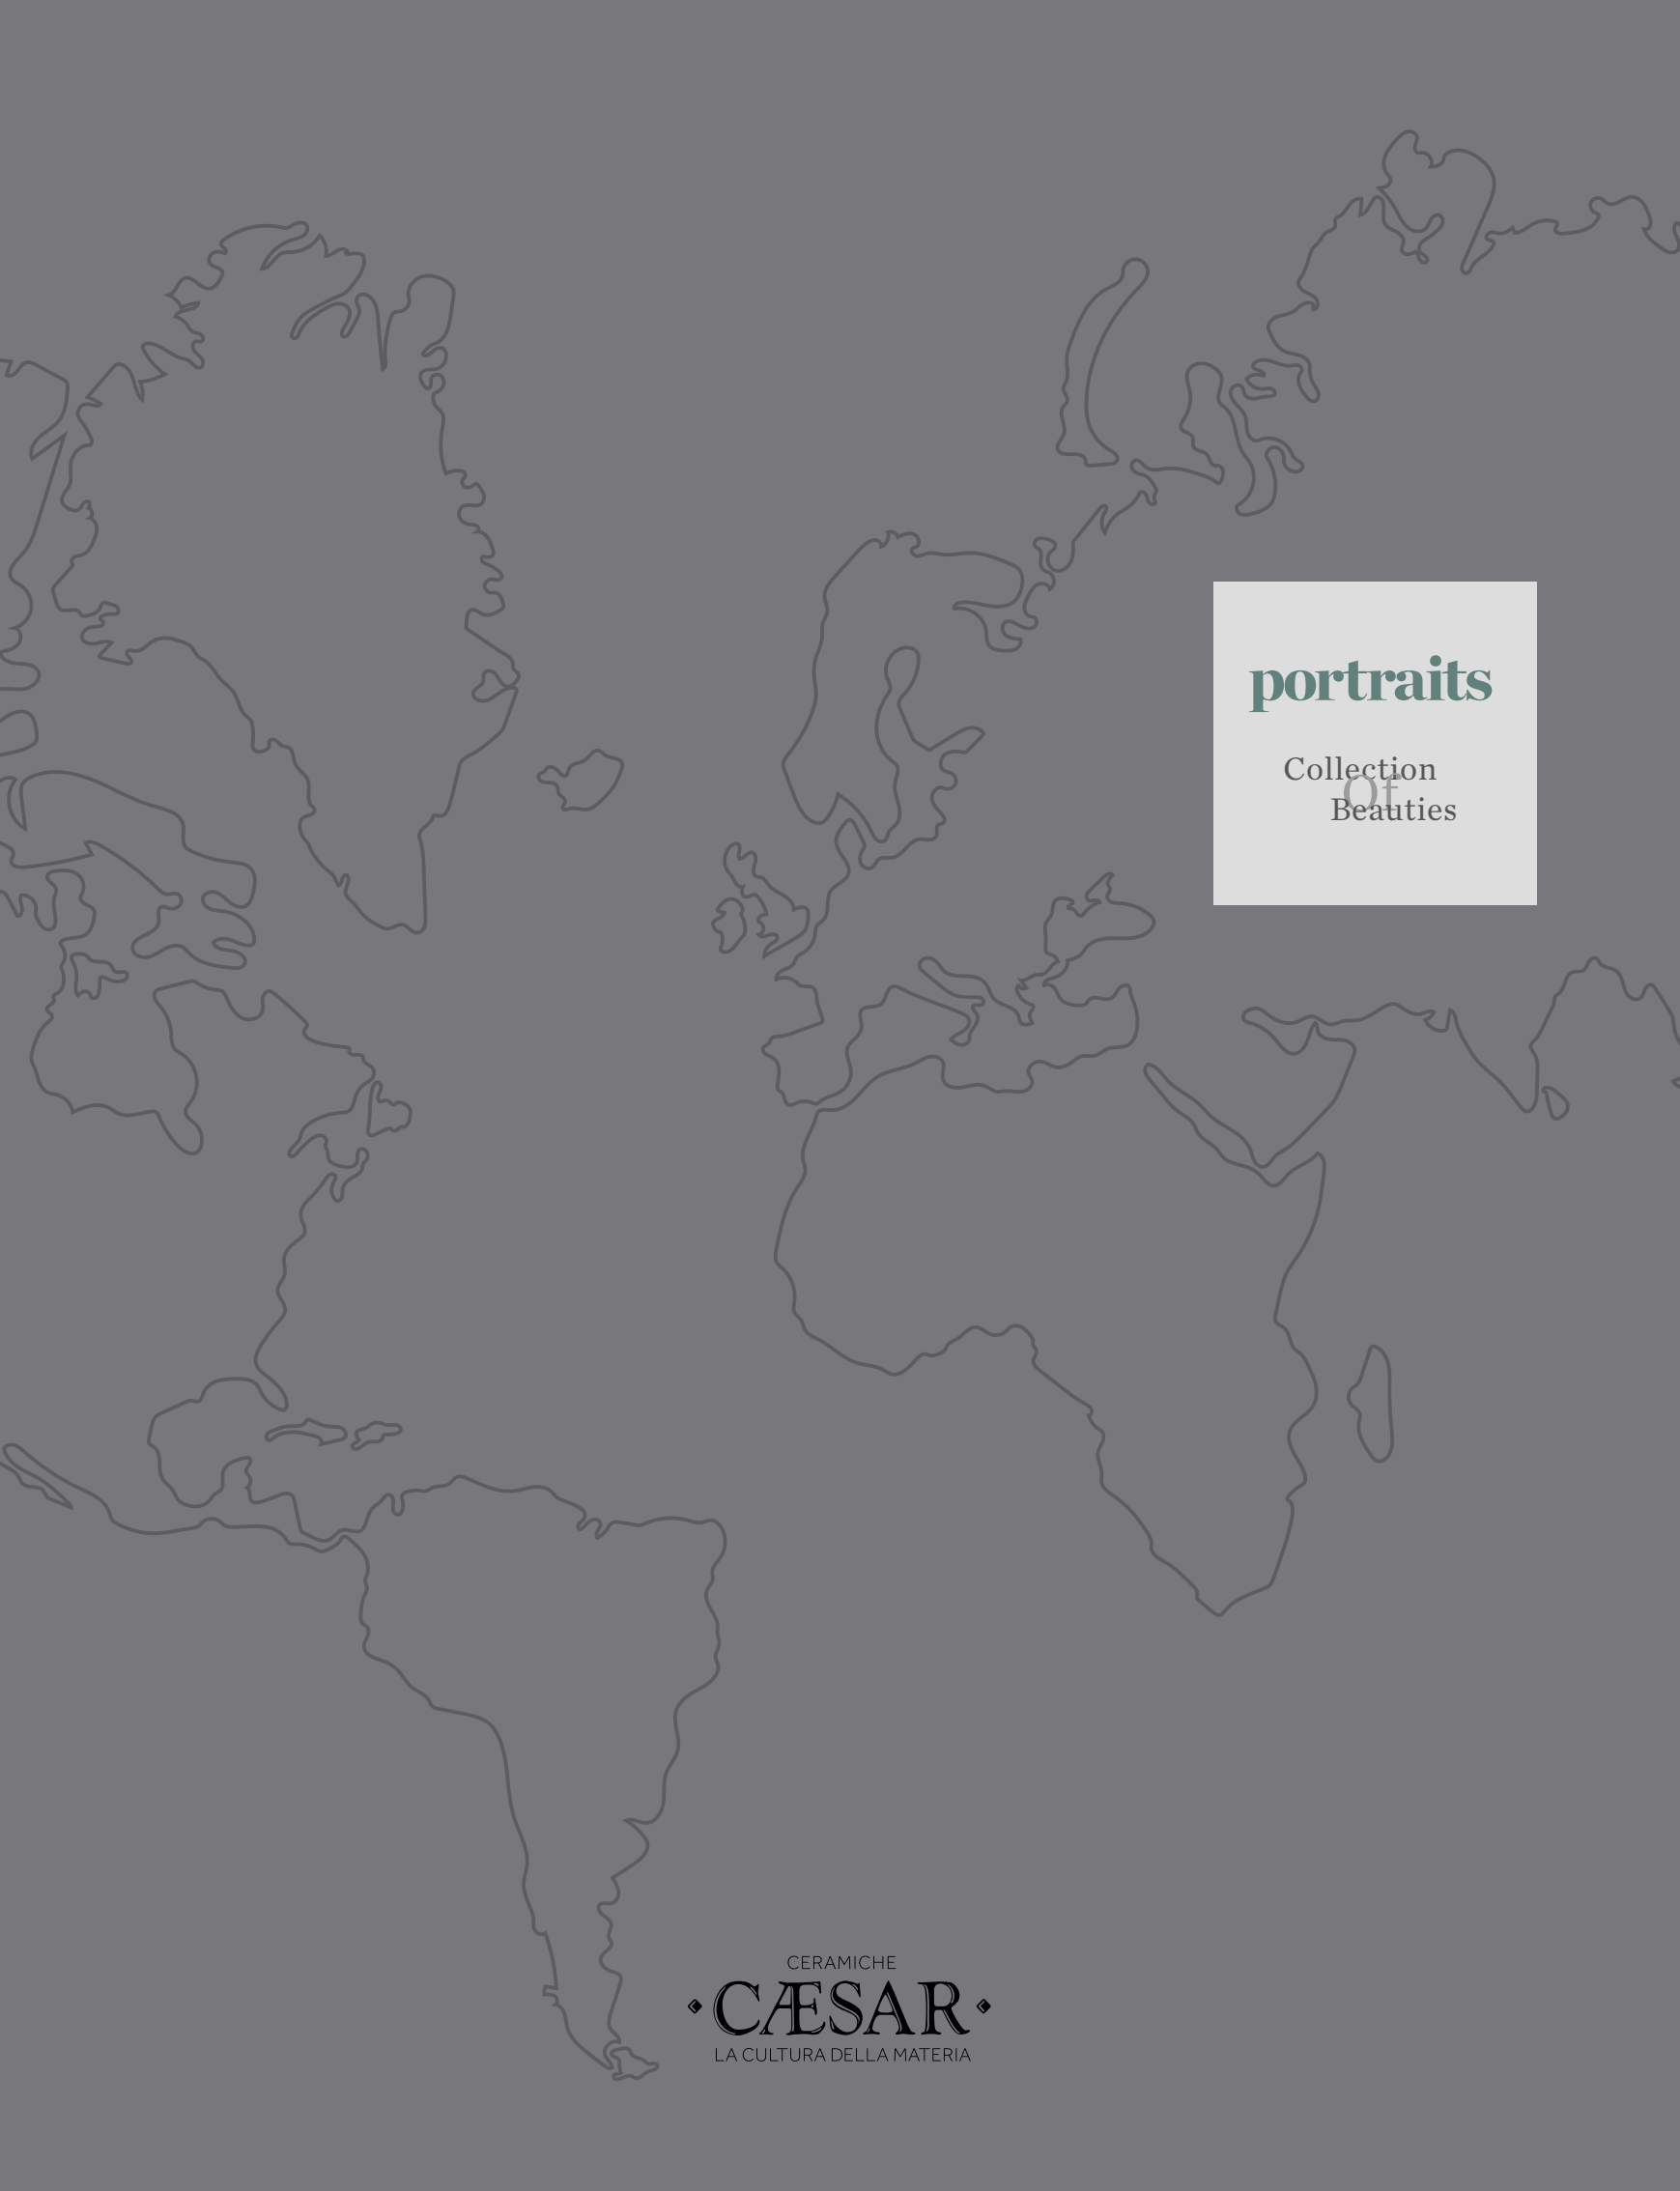 portraits
Collection
Of
Beauties
CERAMICHE
CÆSAR
LA CULTURA DELLA MATERIA